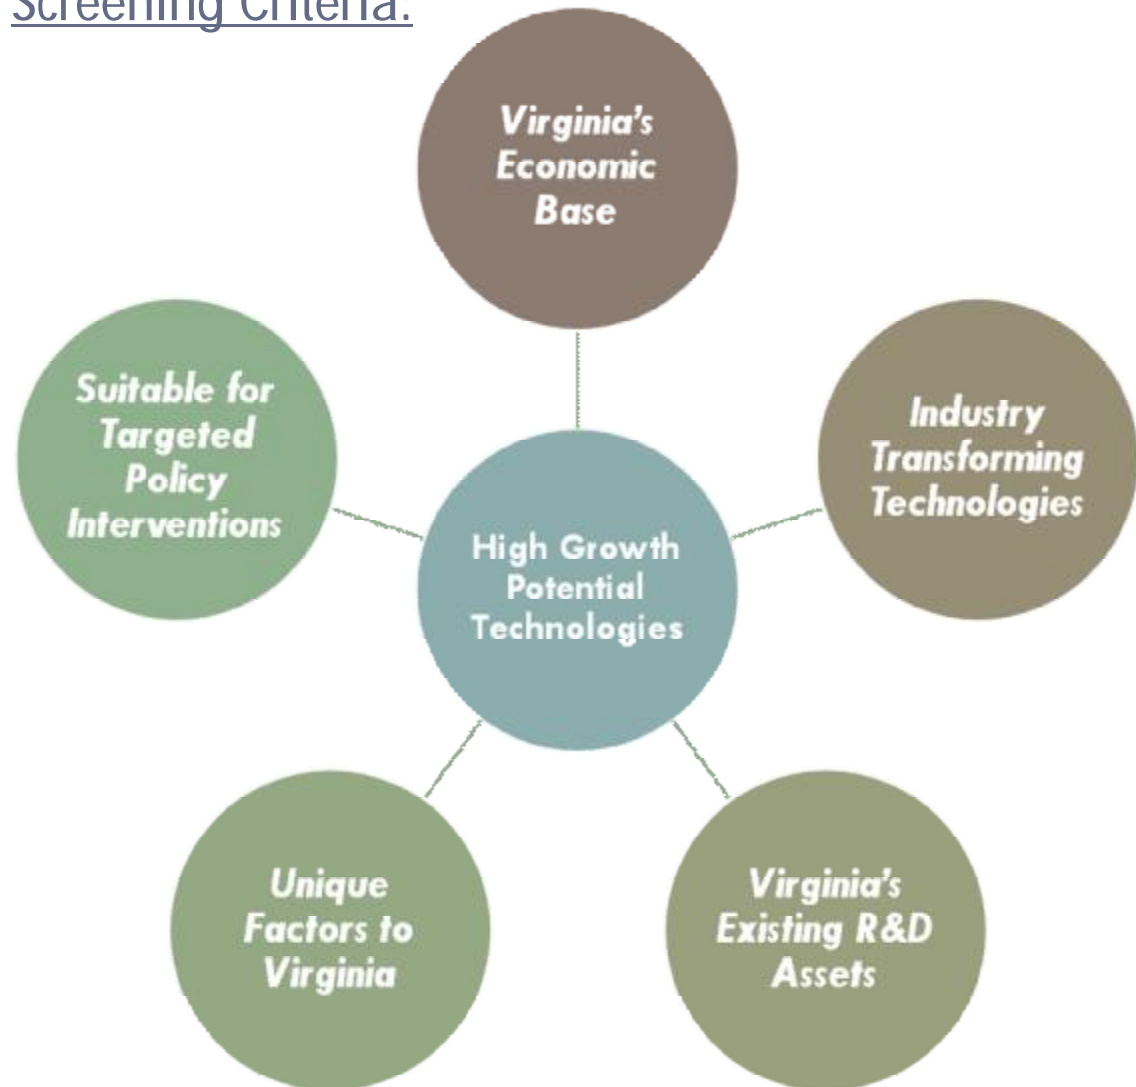 Screening Criteria:
Virginia's
Economic
Base
Suitable for
Targeted
Policy
Interventions
Industry
Transforming
Technologies
High Growth
Potential
Technologies
Unique
Factors to
Virginia
Virginia's
Existing R&D
Assets